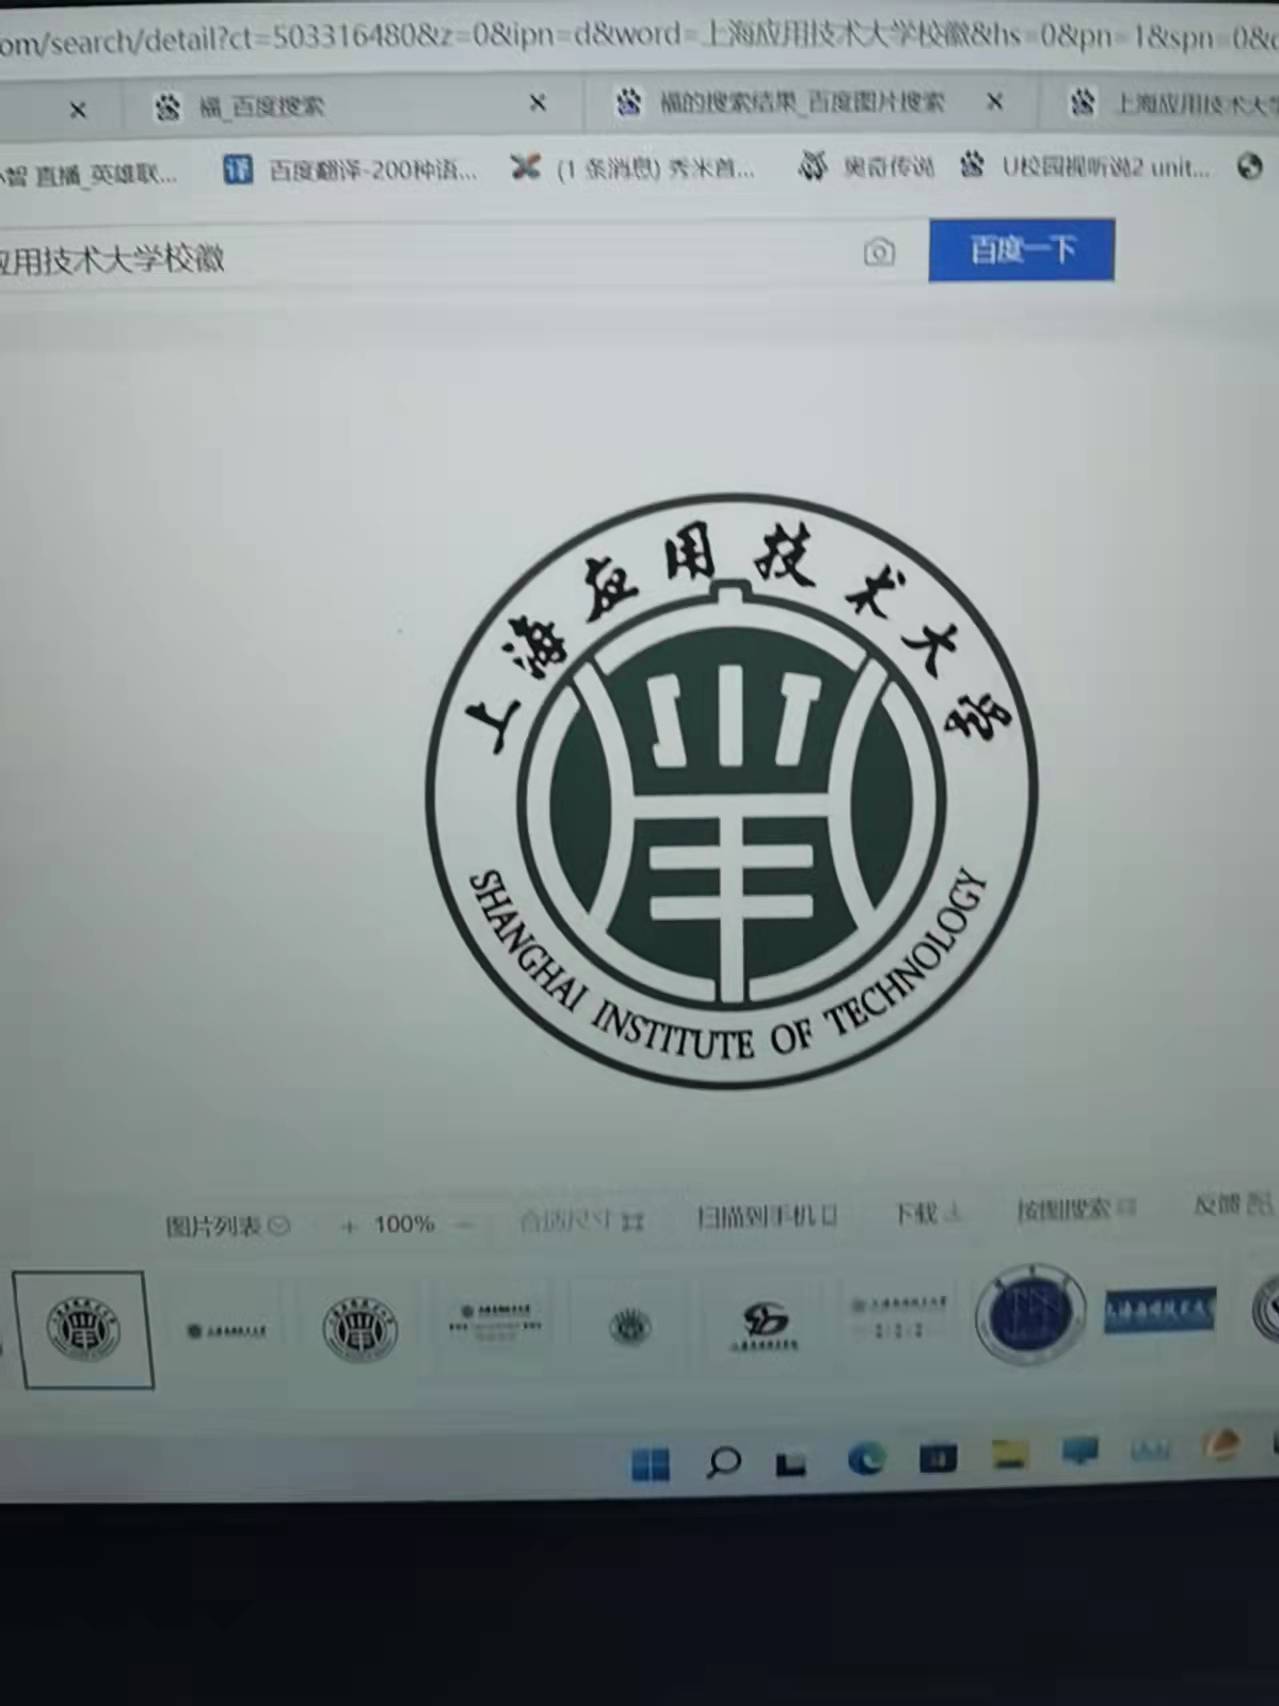 om/search/detail?ct=503316480&z=0&ipn=d&word=上海应用技术大学校徽&hs=0&pn=1&spn=0&
福_百度搜索
福的搜索结果_百度图片搜索
上海应用技术大
智 直播_英雄联...
译 百度翻译-200种语...
(1 条消息) 秀米首...
奥奇传说
U校园视听说2 unit...
应用技术大学校徽
百度一下
上海应用技术大学
SHANGHAI INSTITUTE OF TECHNOLOGY
图片列表
+ 100% -
合适尺寸
扫描到手机
下载
按图搜索
反馈